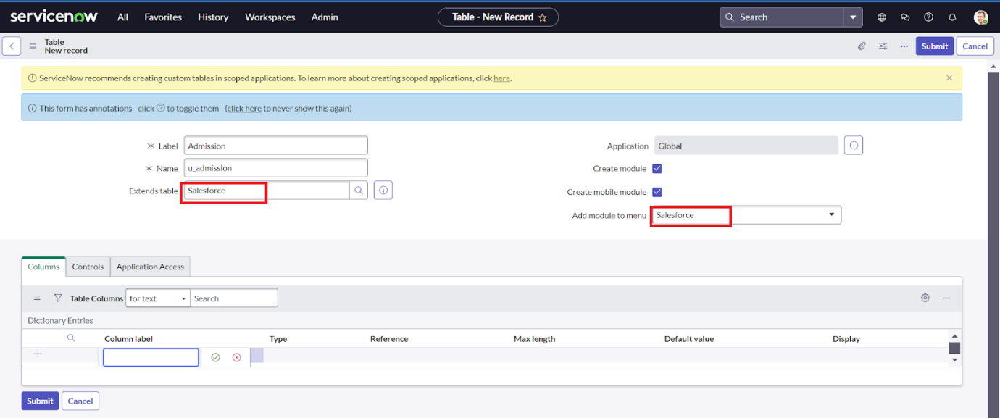 servicenow All Favorites History Workspaces Admin Table - New Record Search
Table
New record Submit Cancel
ServiceNow recommends creating custom tables in scoped applications. To learn more about creating scoped applications, click here.
This form has annotations - click ? to toggle them - (click here to never show this again)
Label Admission Application Global
Name u_admission Create module
Extends table Salesforce Create mobile module
Add module to menu Salesforce
Columns Controls Application Access
Table Columns for text Search
Dictionary Entries
Column label Type Reference Max length Default value Display
Submit Cancel